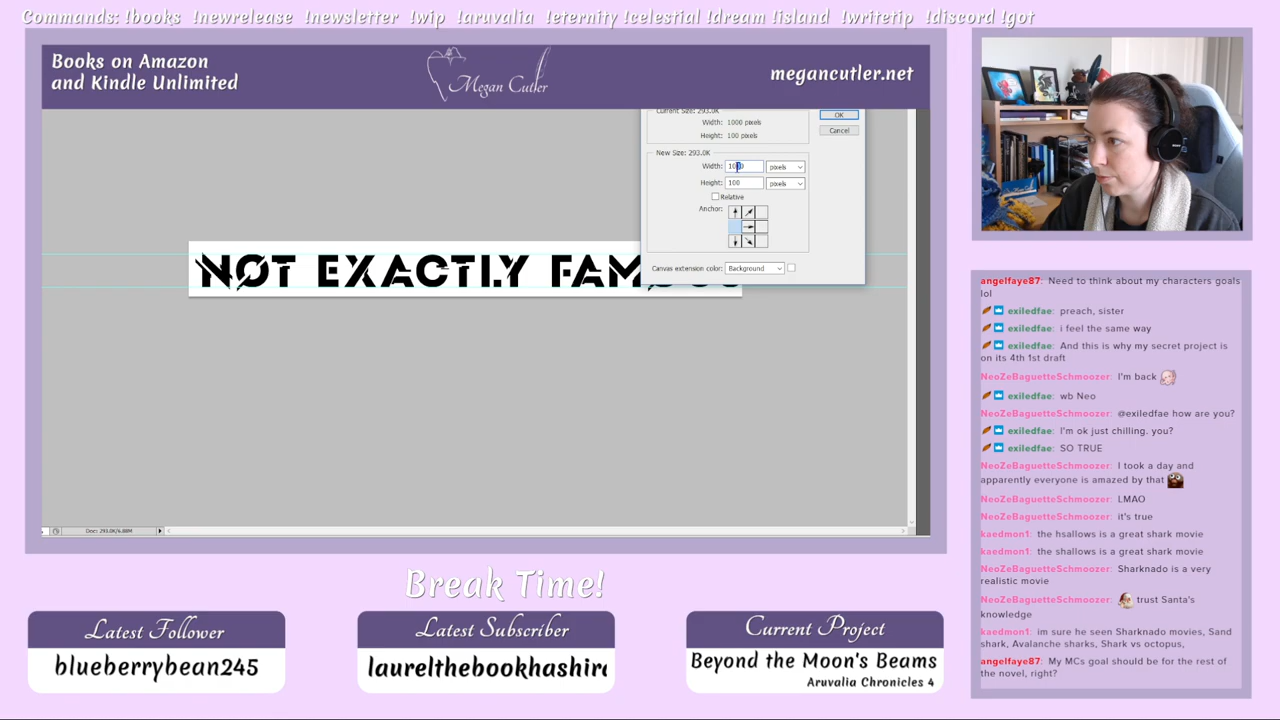 Commands: !books !newrelease !newsletter !wip !aruvalia !eternity !celestial !dream !island !writetip !discord !got
Books on Amazon
and Kindle Unlimited
Megan Cutler
megancutler.net
Current Size: 293.0K
Width: 1000 pixels
Height: 100 pixels
OK
Cancel
New Size: 293.0K
Width: 1000 pixels
Height: 100 pixels
Relative
Anchor:
Canvas extension color: Background
NOT EXACTLY FAM
Doc: 293.0K/6.88M
angelfaye87: Need to think about my characters goals
lol
exiledfae: preach, sister
exiledfae: i feel the same way
exiledfae: And this is why my secret project is
on its 4th 1st draft
NeoZeBaguetteSchmoozer: I'm back
exiledfae: wb Neo
NeoZeBaguetteSchmoozer: @exiledfae how are you?
exiledfae: I'm ok just chilling. you?
exiledfae: SO TRUE
NeoZeBaguetteSchmoozer: I took a day and
apparently everyone is amazed by that
NeoZeBaguetteSchmoozer: LMAO
NeoZeBaguetteSchmoozer: it's true
kaedmon1: the hsallows is a great shark movie
kaedmon1: the shallows is a great shark movie
NeoZeBaguetteSchmoozer: Sharknado is a very
realistic movie
NeoZeBaguetteSchmoozer: trust Santa's
knowledge
kaedmon1: im sure he seen Sharknado movies, Sand
shark, Avalanche sharks, Shark vs octopus,
angelfaye87: My MCs goal should be for the rest of
the novel, right?
Break Time!
Latest Follower
blueberrybean245
Latest Subscriber
laurelthebookhashira
Current Project
Beyond the Moon's Beams
Aruvalia Chronicles 4